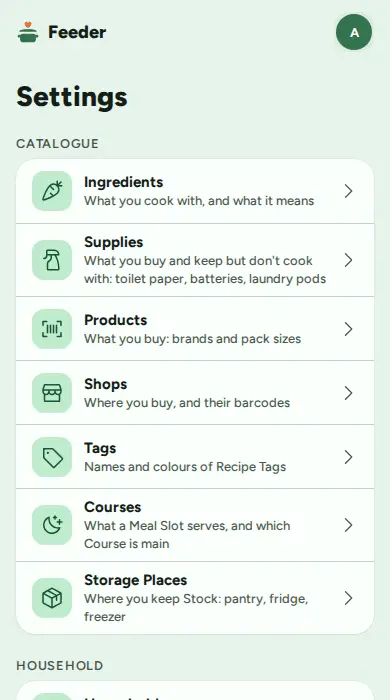 Feeder
A
Settings
CATALOGUE
Ingredients
What you cook with, and what it means
Supplies
What you buy and keep but don't cook
with: toilet paper, batteries, laundry pods
Products
What you buy: brands and pack sizes
Shops
Where you buy, and their barcodes
Tags
Names and colours of Recipe Tags
Courses
What a Meal Slot serves, and which
Course is main
Storage Places
Where you keep Stock: pantry, fridge,
freezer
HOUSEHOLD